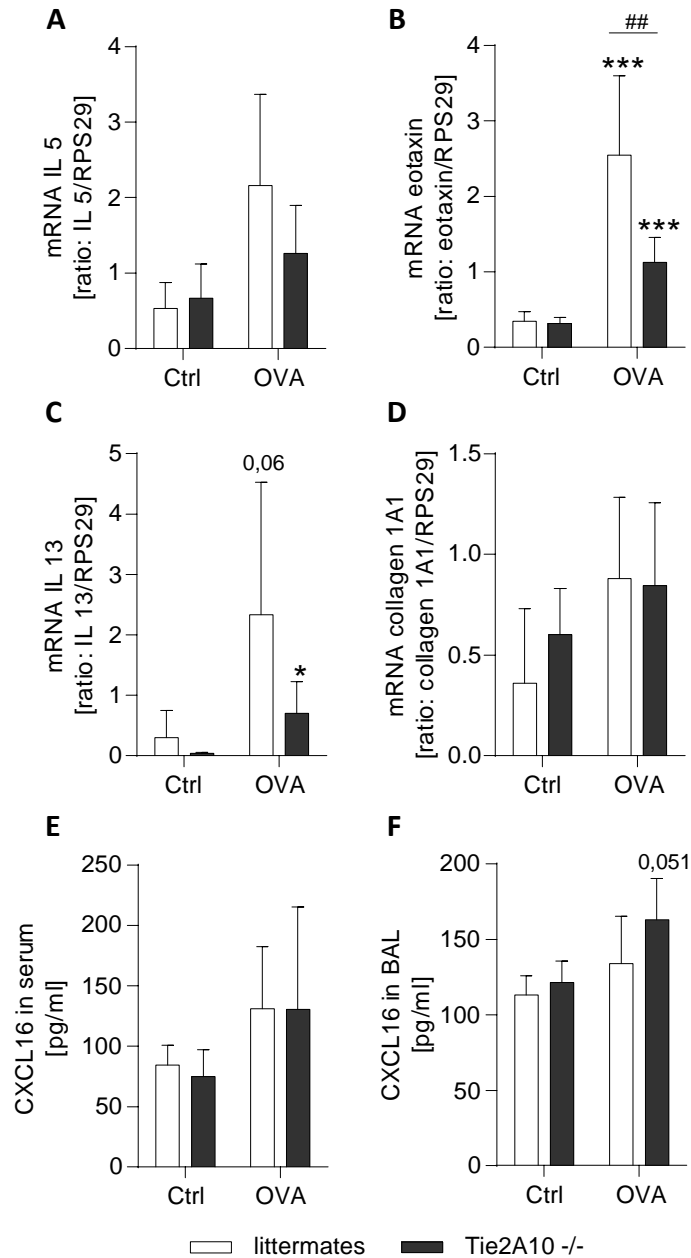 A
mRNA IL 5
[ratio: IL 5/RPS29]
4
3
2
1
0
Ctrl
OVA
B
##
***
***
mRNA eotaxin
[ratio: eotaxin/RPS29]
4
3
2
1
0
Ctrl
OVA
C
0,06
*
mRNA IL 13
[ratio: IL 13/RPS29]
5
4
3
2
1
0
Ctrl
OVA
D
mRNA collagen 1A1
[ratio: collagen 1A1/RPS29]
1.5
1.0
0.5
0.0
Ctrl
OVA
E
CXCL16 in serum
[pg/ml]
250
200
150
100
50
0
Ctrl
OVA
F
0,051
CXCL16 in BAL
[pg/ml]
200
150
100
50
0
Ctrl
OVA
littermates
Tie2A10 -/-